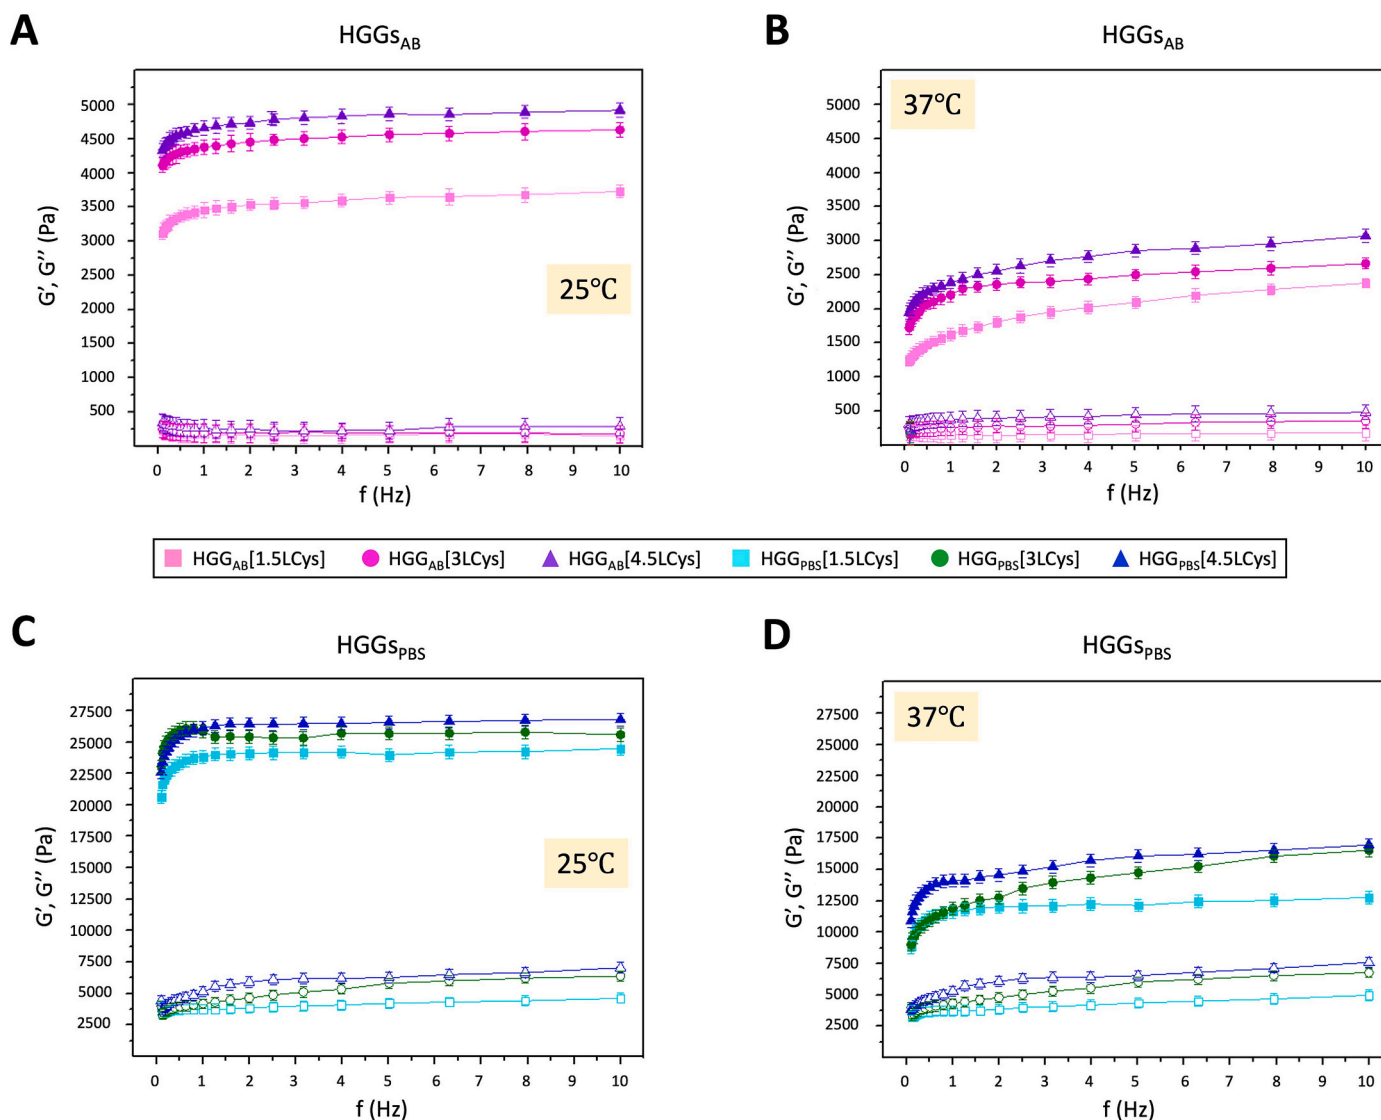 A
HGGsAB
5000
4500
4000
3500
3000
2500
2000
1500
1000
500
G′, G′′ (Pa)
25℃
0 1 2 3 4 5 6 7 8 9 10
f (Hz)
B
HGGsAB
37℃
5000
4500
4000
3500
3000
2500
2000
1500
1000
500
G′, G′′ (Pa)
0 1 2 3 4 5 6 7 8 9 10
f (Hz)
HGGAB[1.5LCys] HGGAB[3LCys] HGGAB[4.5LCys] HGGPBS[1.5LCys] HGGPBS[3LCys] HGGPBS[4.5LCys]
C
HGGsPBS
27500
25000
22500
20000
17500
15000
12500
10000
7500
5000
2500
G′, G′′ (Pa)
25℃
0 1 2 3 4 5 6 7 8 9 10
f (Hz)
D
HGGsPBS
37℃
27500
25000
22500
20000
17500
15000
12500
10000
7500
5000
2500
G′, G′′ (Pa)
0 1 2 3 4 5 6 7 8 9 10
f (Hz)